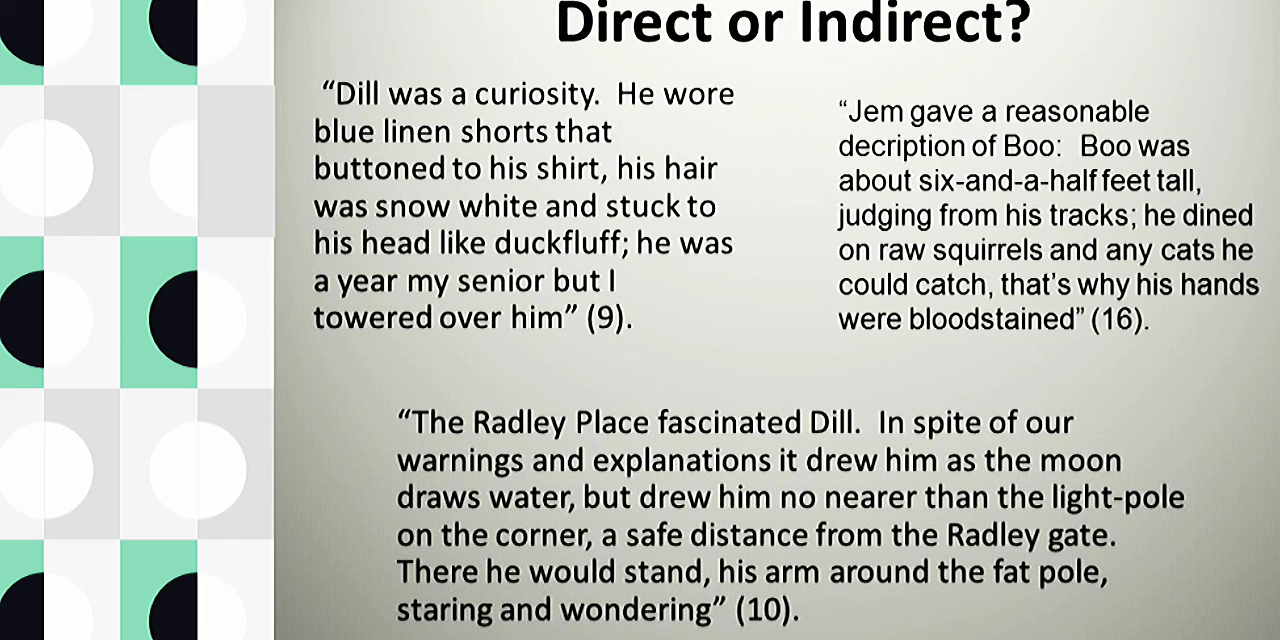 Direct or Indirect?
“Dill was a curiosity.  He wore
blue linen shorts that
buttoned to his shirt, his hair
was snow white and stuck to
his head like duckfluff; he was
a year my senior but I
towered over him” (9).
“Jem gave a reasonable
decription of Boo:  Boo was
about six-and-a-half feet tall,
judging from his tracks; he dined
on raw squirrels and any cats he
could catch, that’s why his hands
were bloodstained” (16).
“The Radley Place fascinated Dill.  In spite of our
warnings and explanations it drew him as the moon
draws water, but drew him no nearer than the light-pole
on the corner, a safe distance from the Radley gate.
There he would stand, his arm around the fat pole,
staring and wondering” (10).